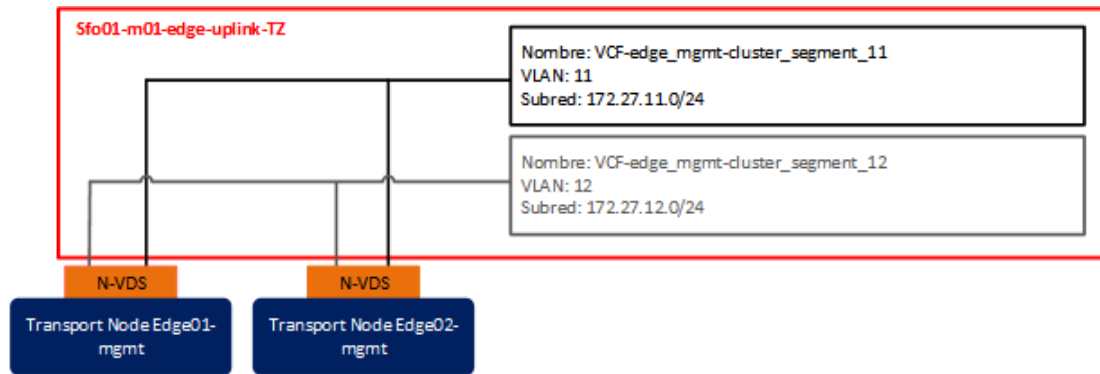 Sfo01-m01-edge-uplink-TZ
Nombre: VCF-edge_mgmt-cluster_segment_11
VLAN: 11
Subred: 172.27.11.0/24
Nombre: VCF-edge_mgmt-cluster_segment_12
VLAN: 12
Subred: 172.27.12.0/24
N-VDS
N-VDS
Transport Node Edge01-
mgmt
Transport Node Edge02-
mgmt